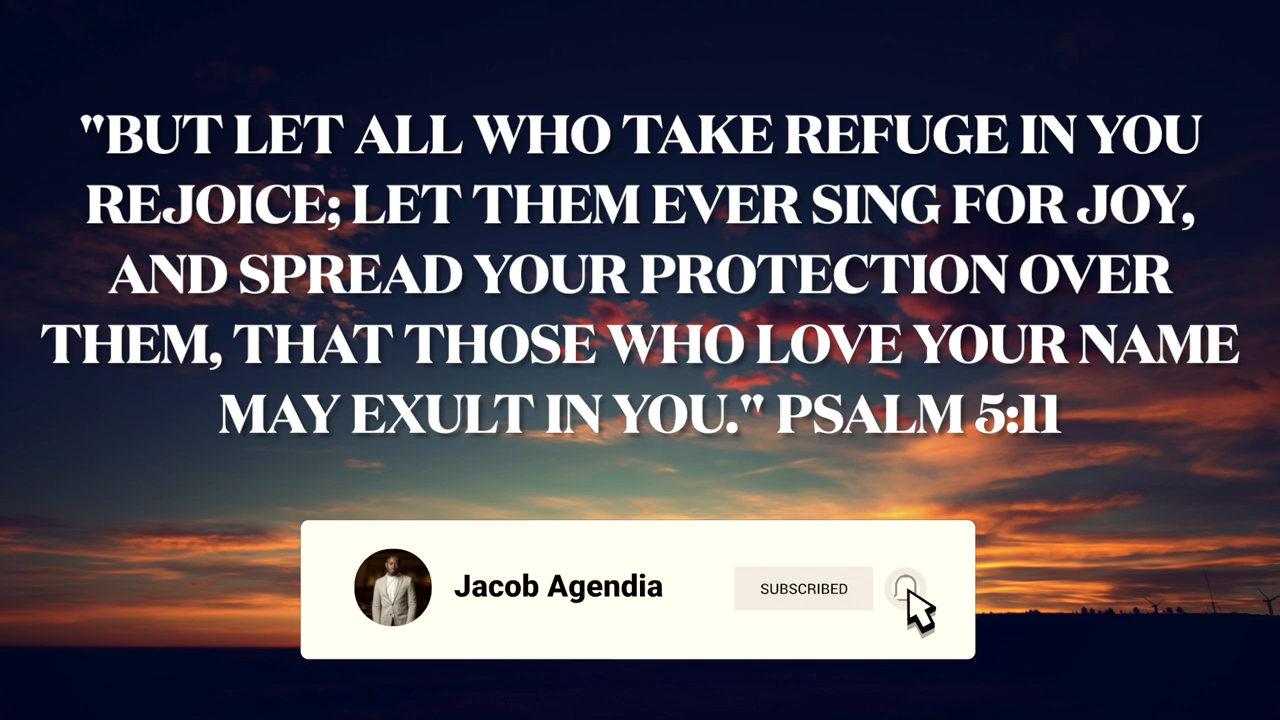 "BUT LET ALL WHO TAKE REFUGE IN YOU
REJOICE; LET THEM EVER SING FOR JOY,
AND SPREAD YOUR PROTECTION OVER
THEM, THAT THOSE WHO LOVE YOUR NAME
MAY EXULT IN YOU." PSALM 5:11
Jacob Agendia
SUBSCRIBED